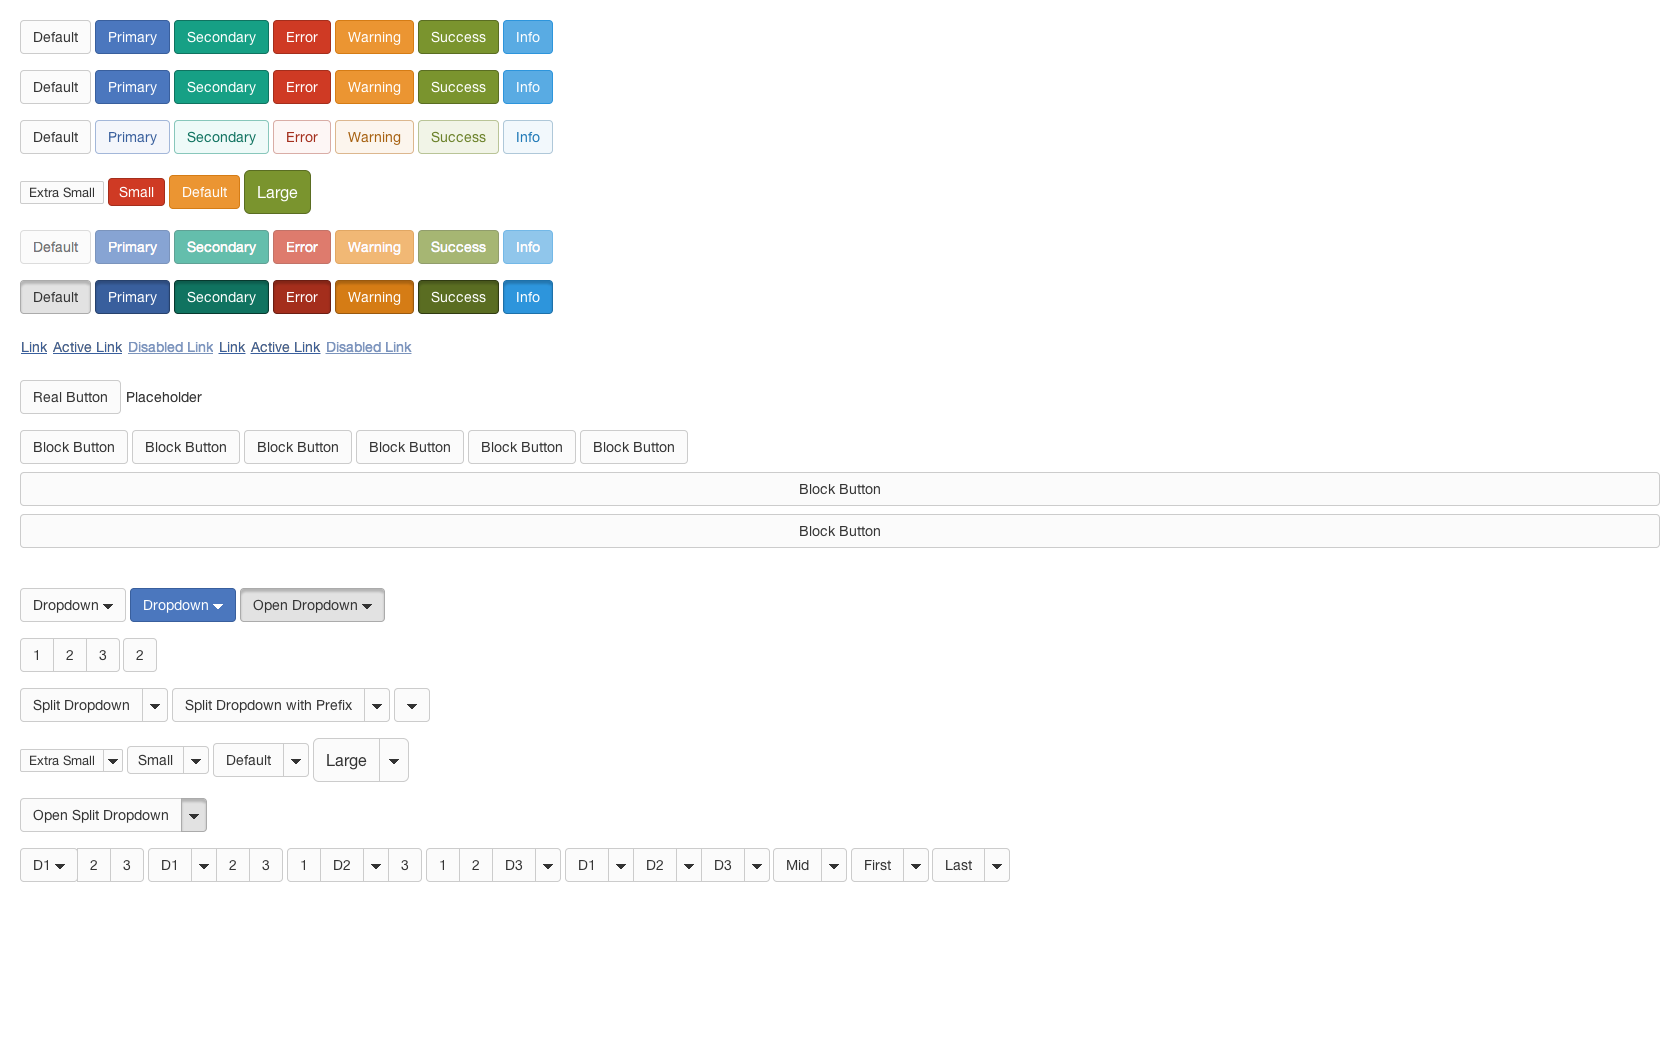 Default Primary Secondary Error Warning Success Info
Default Primary Secondary Error Warning Success Info
Default Primary Secondary Error Warning Success Info
Extra Small Small Default Large
Default Primary Secondary Error Warning Success Info
Default Primary Secondary Error Warning Success Info
Link Active Link Disabled Link Link Active Link Disabled Link
Real Button Placeholder
Block Button Block Button Block Button Block Button Block Button Block Button
Block Button
Block Button
Dropdown Dropdown Open Dropdown
1 2 3 2
Split Dropdown Split Dropdown with Prefix
Extra Small Small Default Large
Open Split Dropdown
D1 2 3 D1 2 3 1 D2 3 1 2 D3 D1 D2 D3 Mid First Last